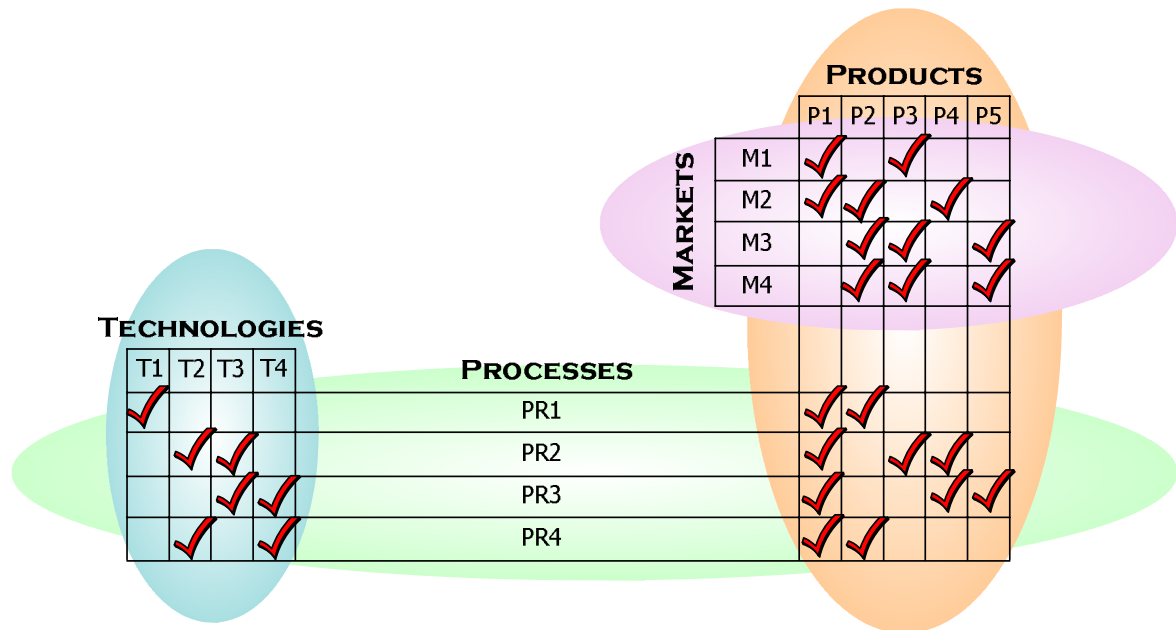 PRODUCTS
P1 P2 P3 P4 P5
MARKETS
M1
M2
M3
M4
TECHNOLOGIES
T1 T2 T3 T4
PROCESSES
PR1
PR2
PR3
PR4